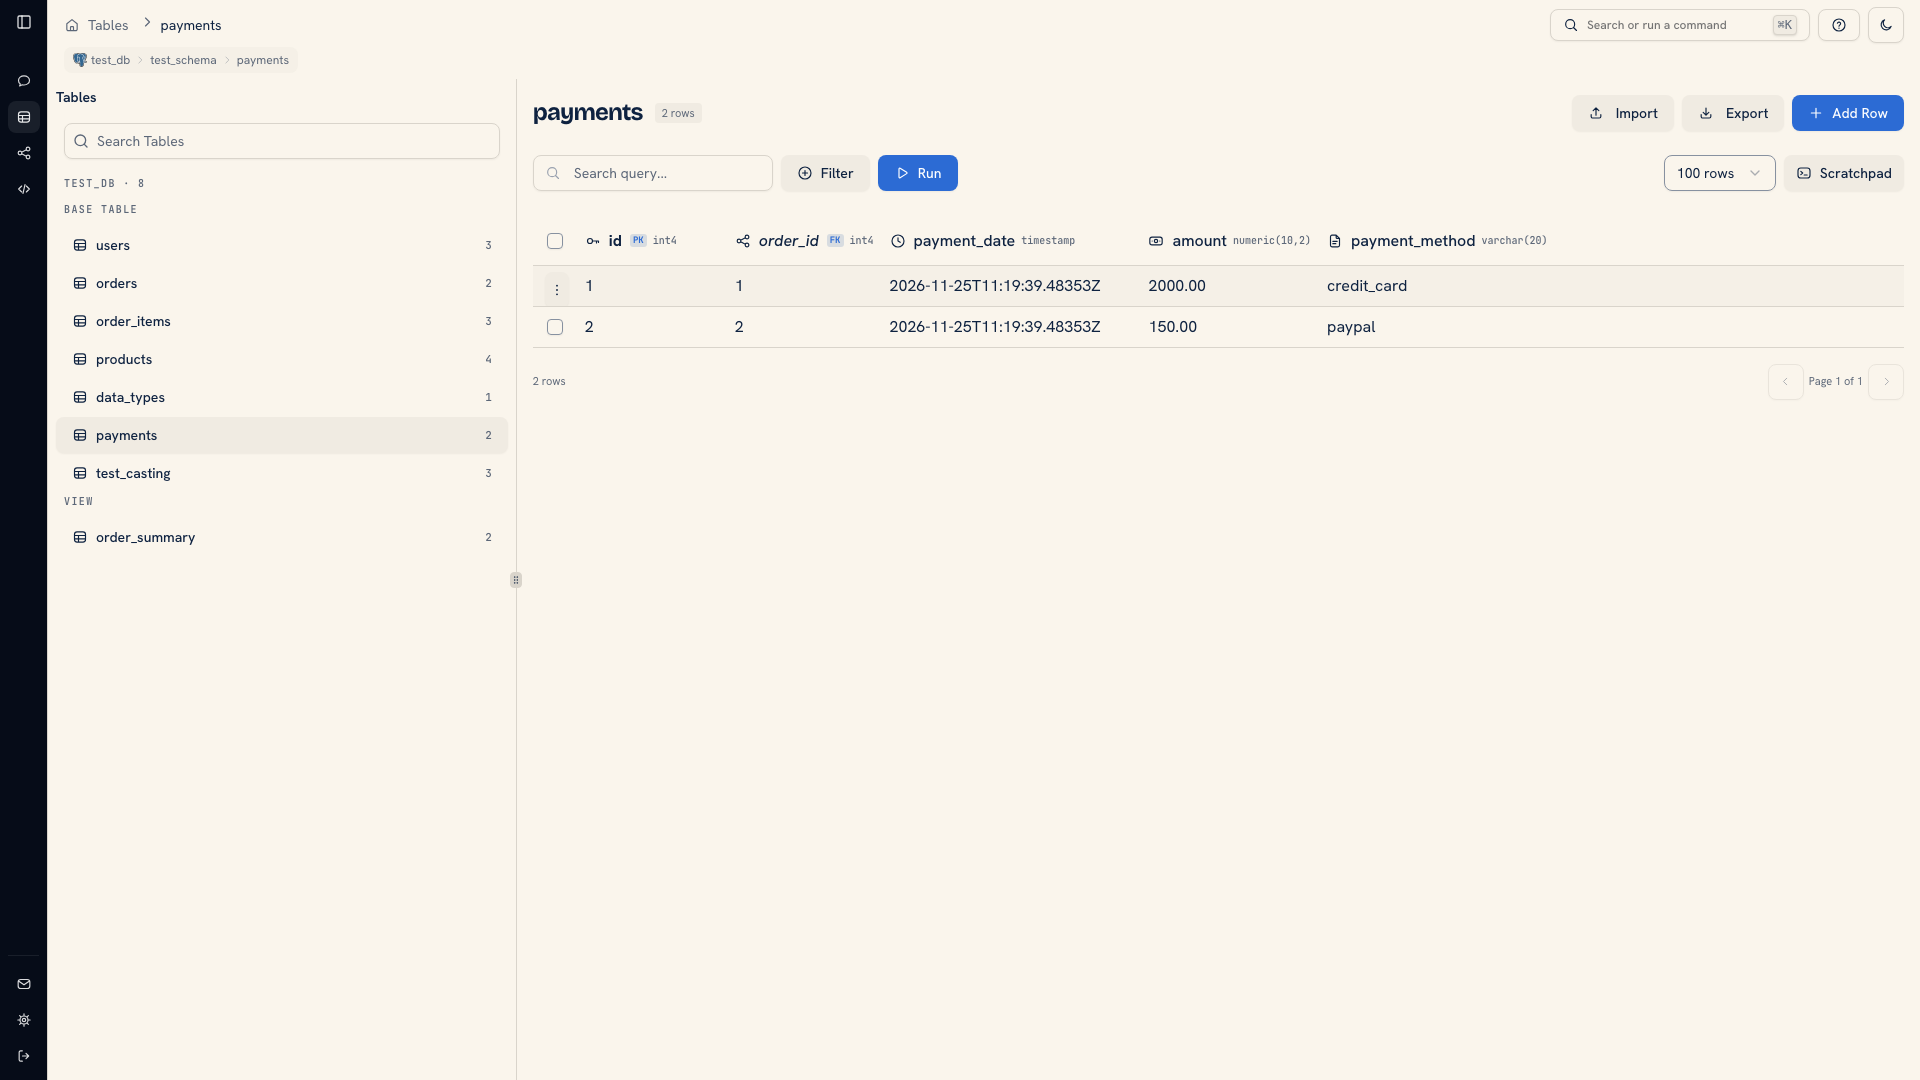 Tables
payments
Search or run a command
⌘K
test_db
test_schema
payments
Tables
Search Tables
TEST_DB · 8
BASE TABLE
users 3
orders 2
order_items 3
products 4
data_types 1
payments 2
test_casting 3
VIEW
order_summary 2
payments 2 rows
Import
Export
Add Row
Search query...
Filter
Run
100 rows
Scratchpad
id PK int4 order_id FK int4 payment_date timestamp amount numeric(10,2) payment_method varchar(20)
1 1 2026-11-25T11:19:39.48353Z 2000.00 credit_card
2 2 2026-11-25T11:19:39.48353Z 150.00 paypal
2 rows
Page 1 of 1